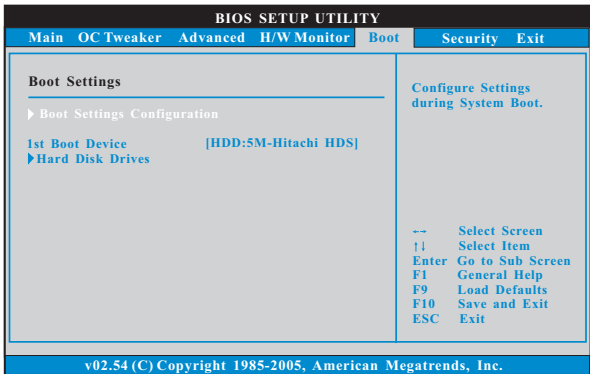 BIOS SETUP UTILITY
Main OC Tweaker Advanced H/W Monitor Boot Security Exit
Boot Settings
Boot Settings Configuration
1st Boot Device [HDD:5M-Hitachi HDS]
Hard Disk Drives
Configure Settings
during System Boot.
←→ Select Screen
↑↓ Select Item
Enter Go to Sub Screen
F1 General Help
F9 Load Defaults
F10 Save and Exit
ESC Exit
v02.54 (C) Copyright 1985-2005, American Megatrends, Inc.